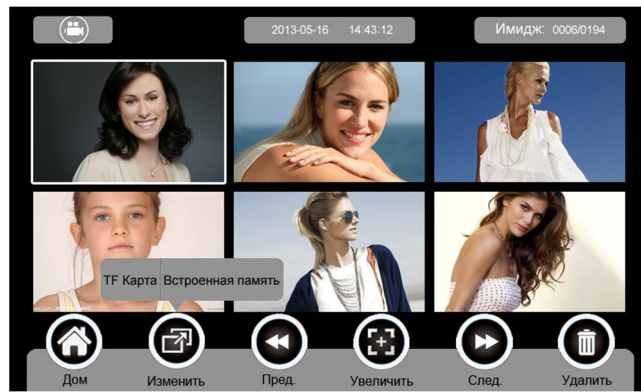 2013-05-16 14:43:12
Имидж: 0006/0194
TF Карта Встроенная память
Дом Изменить Пред. Увеличить След. Удалить